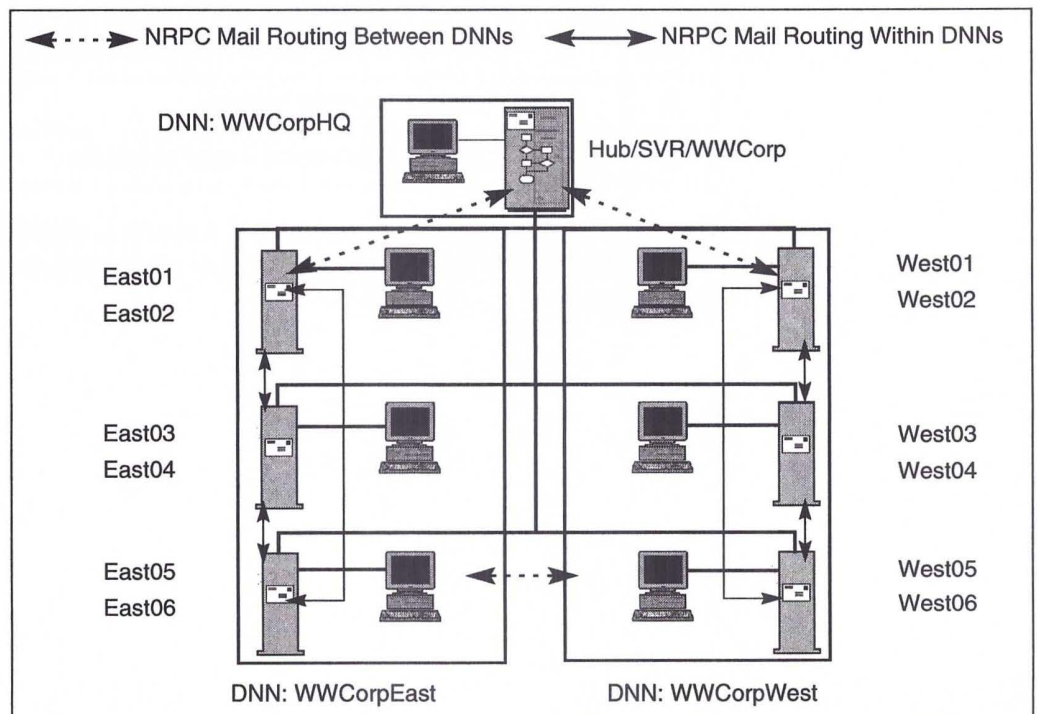 NRPC Mail Routing Between DNNs
NRPC Mail Routing Within DNNs
DNN: WWCorpHQ
Hub/SVR/WWCorp
East01
East02
West01
West02
East03
East04
West03
West04
East05
East06
West05
West06
DNN: WWCorpEast
DNN: WWCorpWest